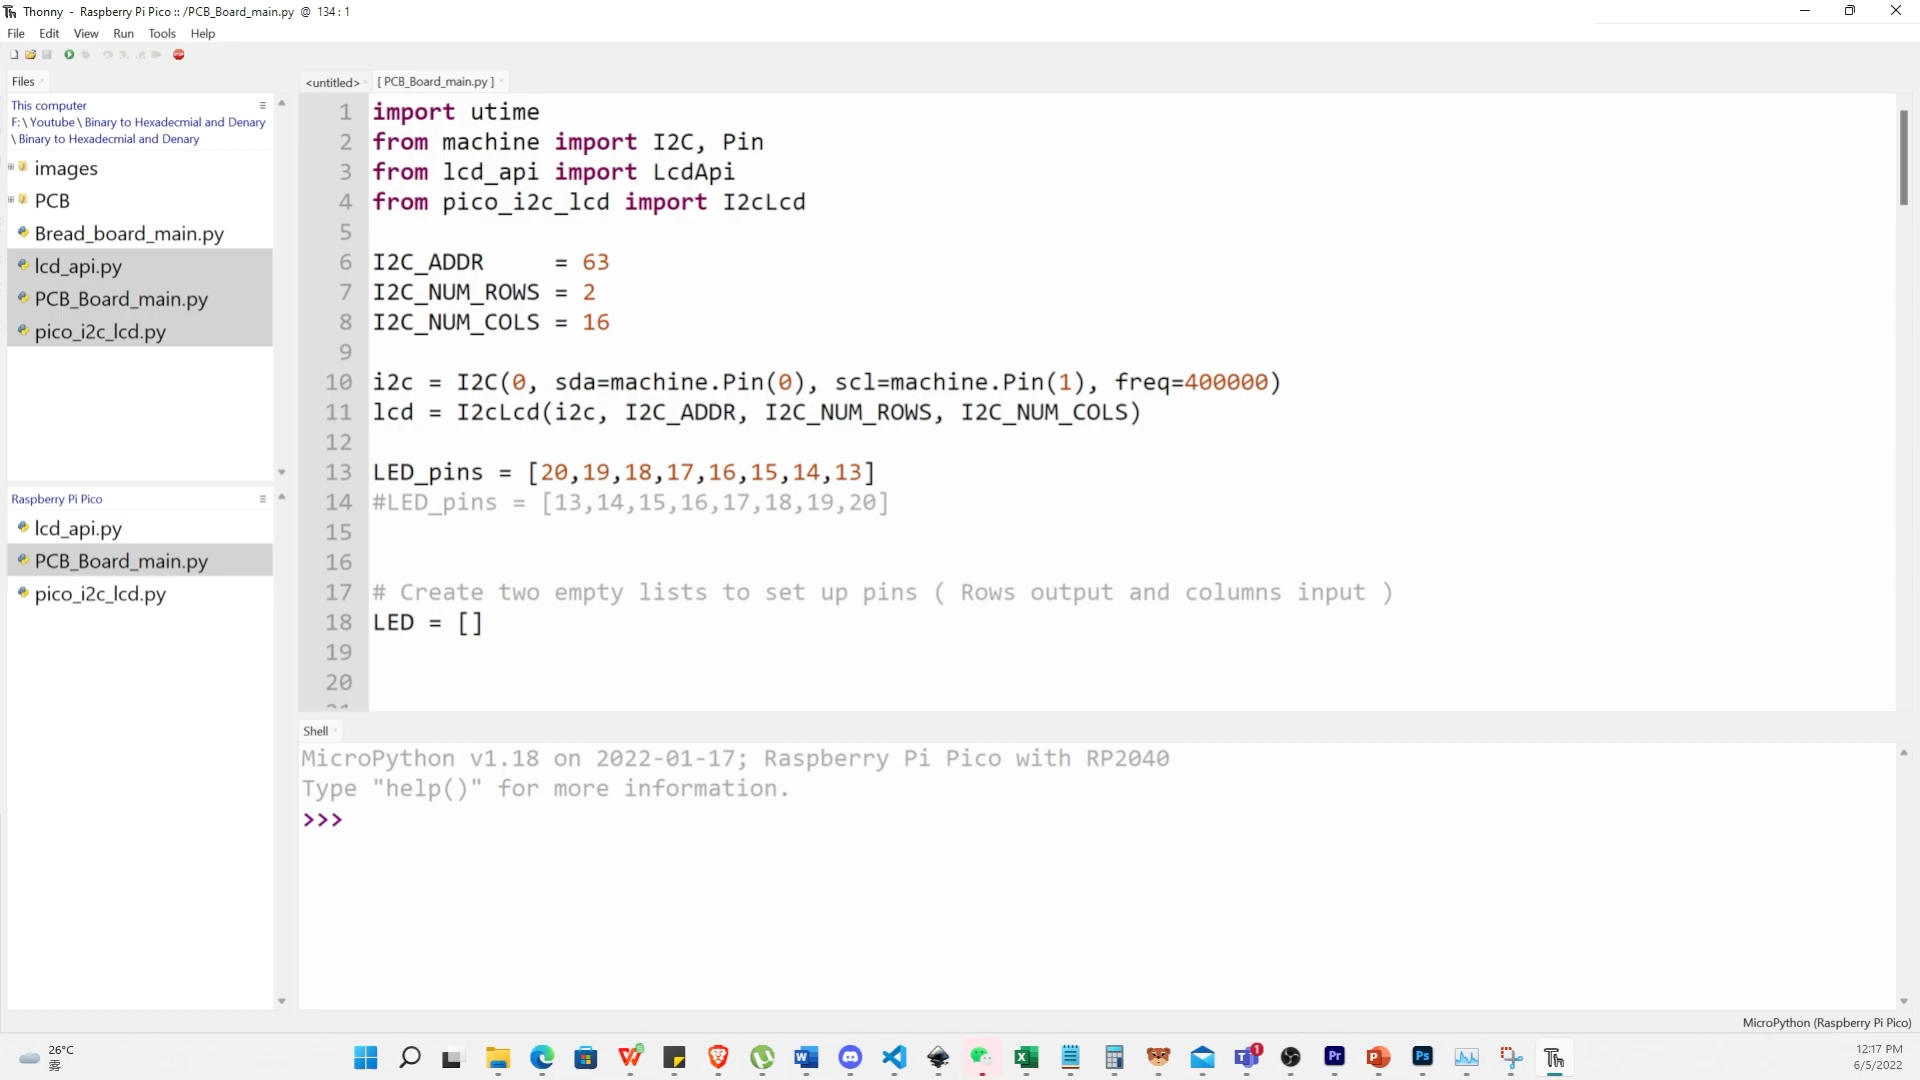 Thonny - Raspberry Pi Pico :: /PCB_Board_main.py @ 134 : 1
File Edit View Run Tools Help
Files
<untitled> [ PCB_Board_main.py ]
This computer
F: \ Youtube \ Binary to Hexadecmial and Denary
\ Binary to Hexadecmial and Denary
images
PCB
Bread_board_main.py
lcd_api.py
PCB_Board_main.py
pico_i2c_lcd.py
Raspberry Pi Pico
lcd_api.py
PCB_Board_main.py
pico_i2c_lcd.py
1 import utime
2 from machine import I2C, Pin
3 from lcd_api import LcdApi
4 from pico_i2c_lcd import I2cLcd
5
6 I2C_ADDR     = 63
7 I2C_NUM_ROWS = 2
8 I2C_NUM_COLS = 16
9
10 i2c = I2C(0, sda=machine.Pin(0), scl=machine.Pin(1), freq=400000)
11 lcd = I2cLcd(i2c, I2C_ADDR, I2C_NUM_ROWS, I2C_NUM_COLS)
12
13 LED_pins = [20,19,18,17,16,15,14,13]
14 #LED_pins = [13,14,15,16,17,18,19,20]
15
16
17 # Create two empty lists to set up pins ( Rows output and columns input )
18 LED = []
19
20
21
Shell
MicroPython v1.18 on 2022-01-17; Raspberry Pi Pico with RP2040
Type "help()" for more information.
>>>
MicroPython (Raspberry Pi Pico)
26°C
雾
12:17 PM
6/5/2022